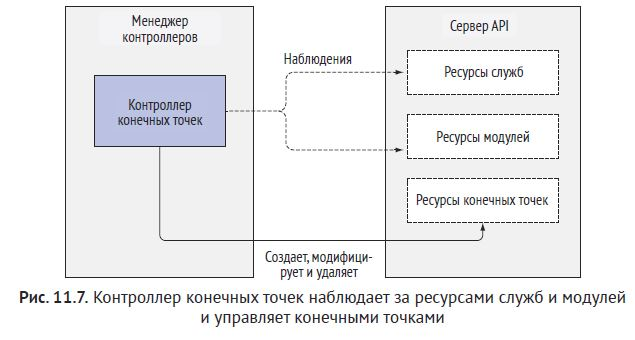 Менеджер
контроллеров
Сервер API
Наблюдения
Ресурсы служб
Контроллер
конечных точек
Ресурсы модулей
Ресурсы конечных точек
Создает, модифици-
рует и удаляет
Рис. 11.7. Контроллер конечных точек наблюдает за ресурсами служб и модулей
и управляет конечными точками